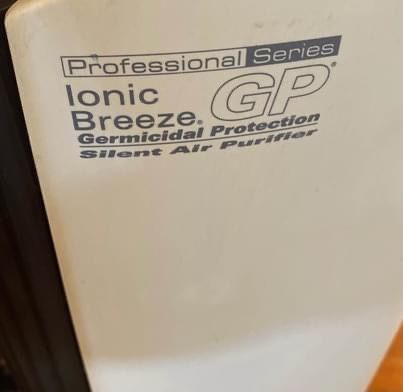 Professional Series
Ionic
Breeze® GP®
Germicidal Protection
Silent Air Purifier